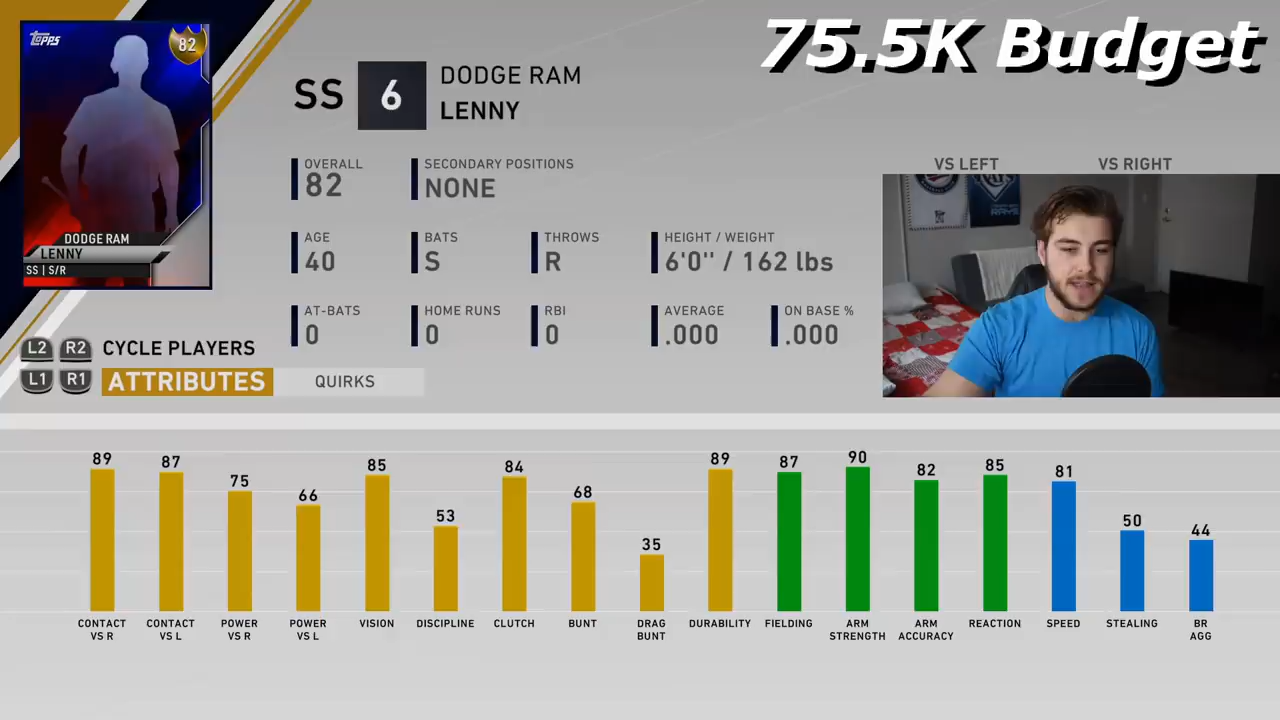 75.5K Budget
Topps
82
DODGE RAM
LENNY
SS | S/R
SS 6 DODGE RAM
LENNY
OVERALL
82
SECONDARY POSITIONS
NONE
VS LEFT VS RIGHT
AGE
40
BATS
S
THROWS
R
HEIGHT / WEIGHT
6'0" / 162 lbs
AT-BATS
0
HOME RUNS
0
RBI
0
AVERAGE
.000
ON BASE %
.000
RAYS
L2 R2 CYCLE PLAYERS
L1 R1 ATTRIBUTES QUIRKS
89 87 75 66 85 53 84 68 35 89 87 90 82 85 81 50 44
CONTACT VS R
CONTACT VS L
POWER VS R
POWER VS L
VISION
DISCIPLINE
CLUTCH
BUNT
DRAG BUNT
DURABILITY
FIELDING
ARM STRENGTH
ARM ACCURACY
REACTION
SPEED
STEALING
BR AGG